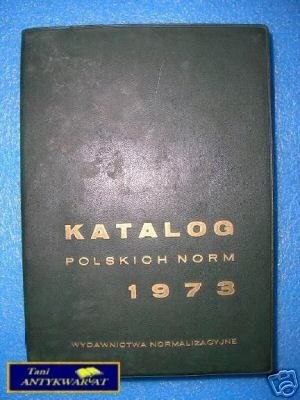 KATALOG
POLSKICH NORM
1973
WYDAWNICTWA NORMALIZACYJNE
Tani
ANTYKWARIAT